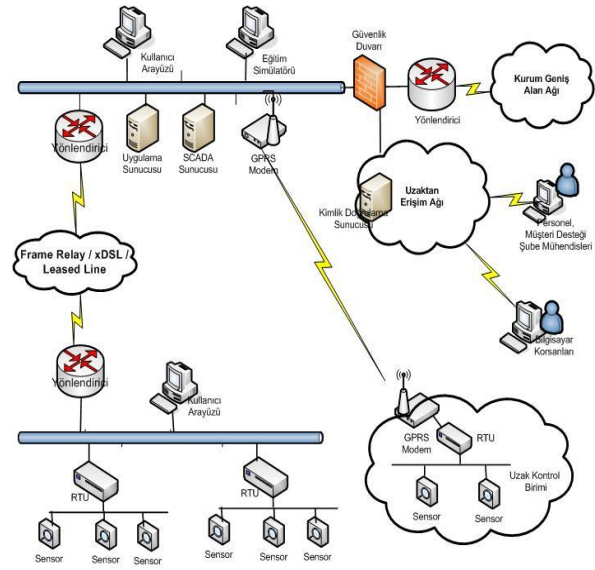 Kullanıcı
Arayüzü
Eğitim
Simülatörü
Güvenlik
Duvarı
Yönlendirici
Kurum Geniş
Alan Ağı
Yönlendirici
Uygulama
Sunucusu
SCADA
Sunucusu
GPRS
Modem
Kimlik Doğrulama
Sunucusu
Uzaktan
Erişim Ağı
Personel,
Müşteri Desteği
Şube Mühendisleri
Frame Relay / xDSL /
Leased Line
Bilgisayar
Korsanları
Yönlendirici
Kullanıcı
Arayüzü
GPRS
Modem
RTU
Uzak Kontrol
Birimi
Sensor
Sensor
RTU
RTU
Sensor
Sensor
Sensor
Sensor
Sensor
Sensor